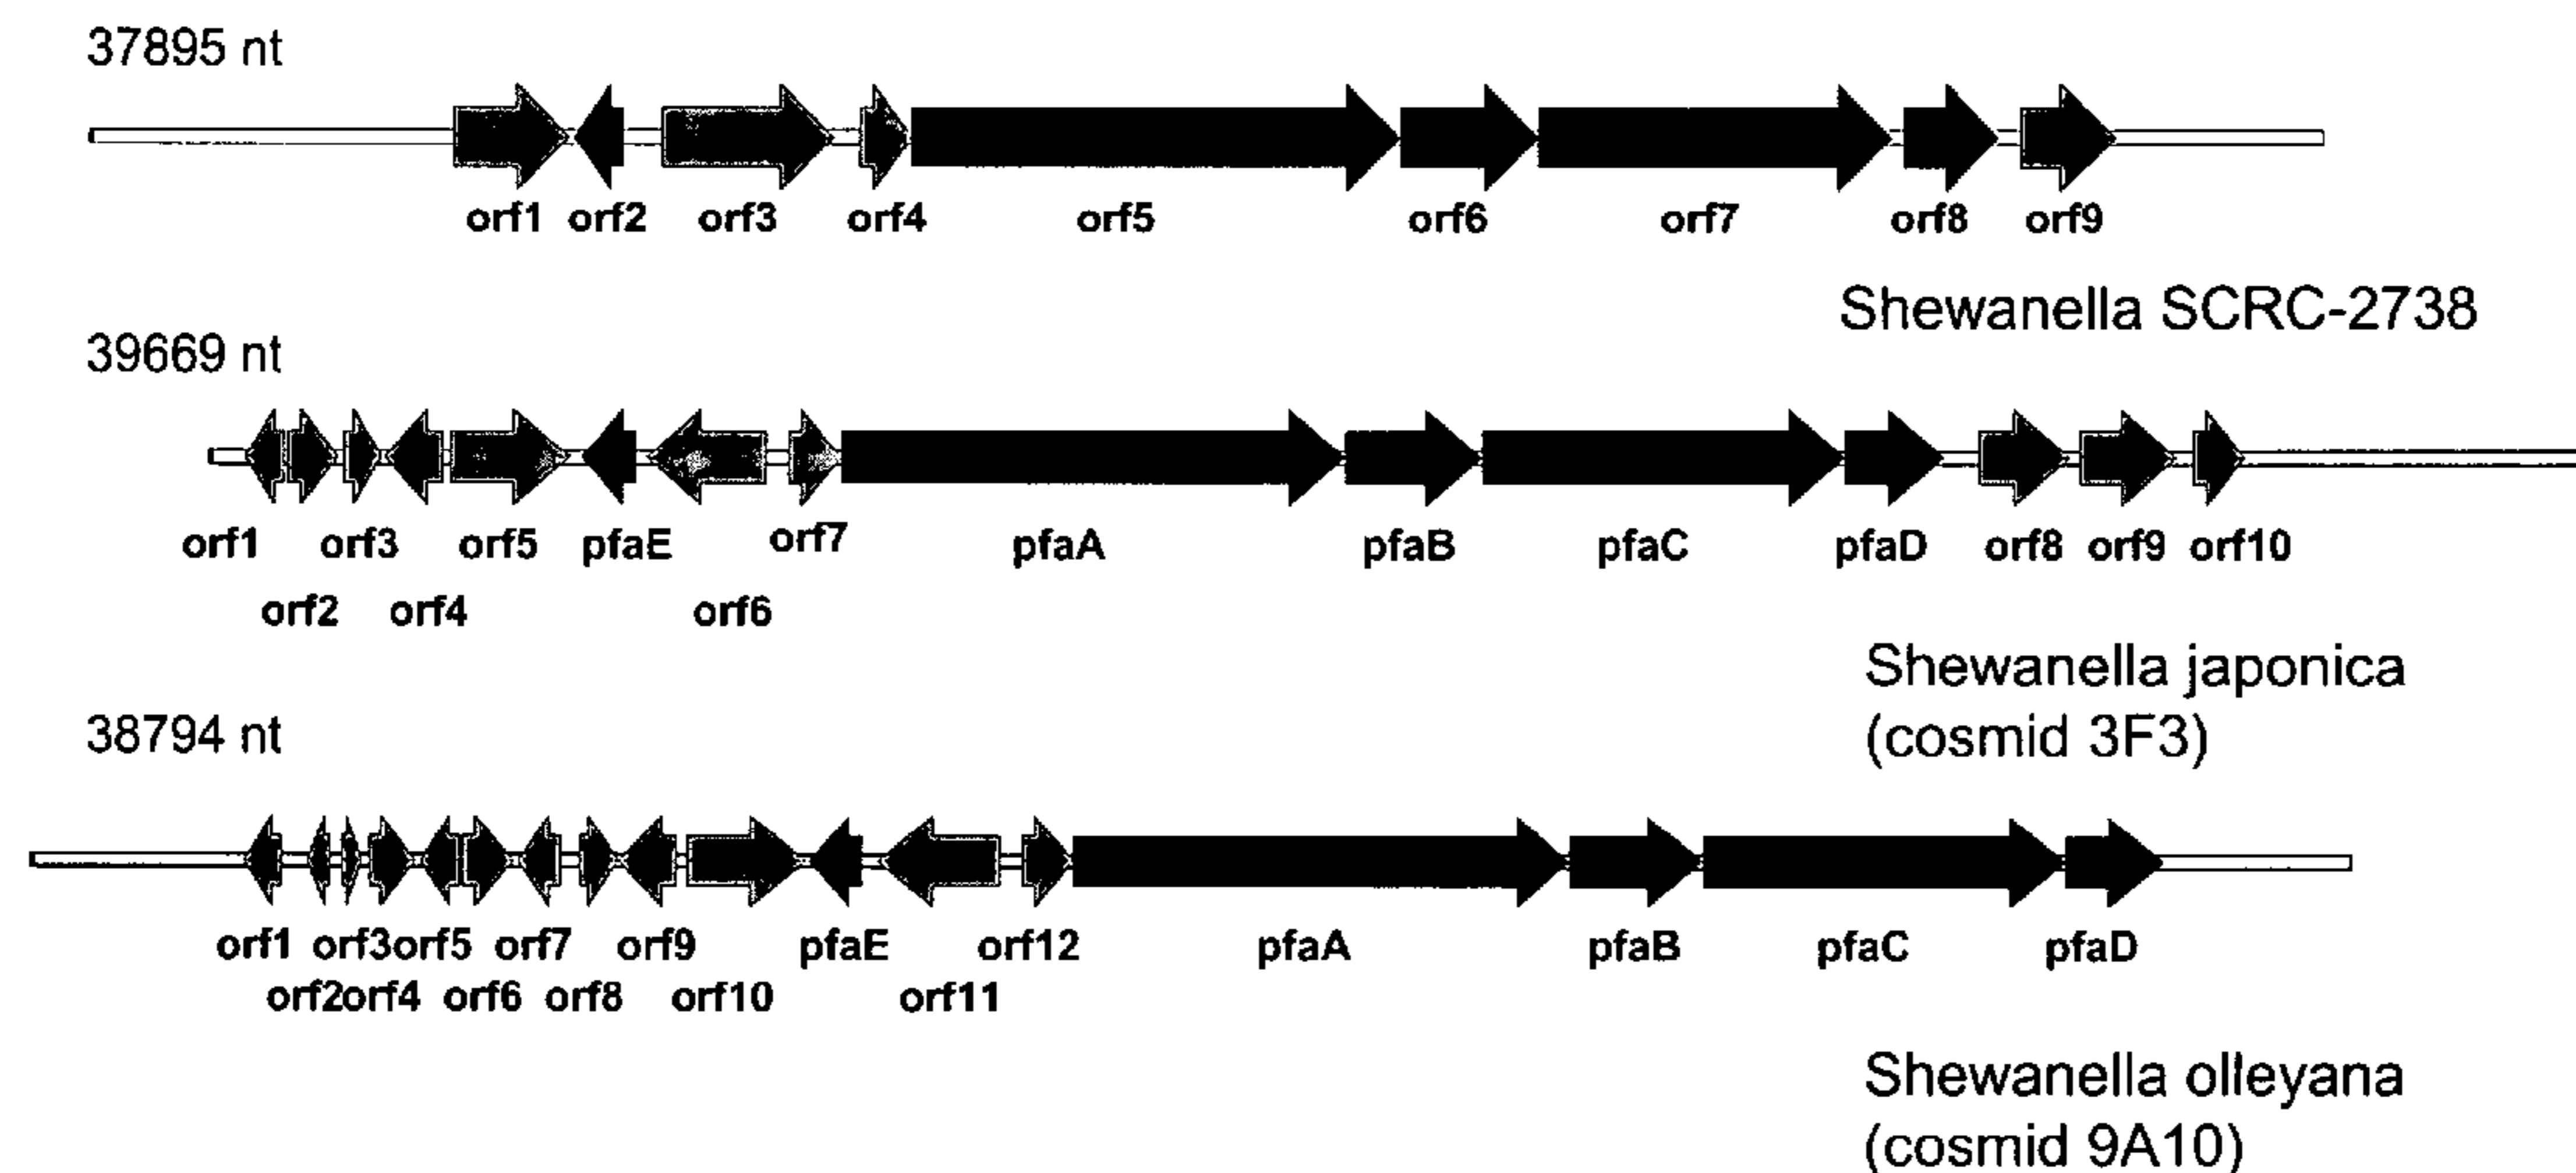 37895 nt
orf1 orf2 orf3 orf4 orf5 orf6 orf7 orf8 orf9
Shewanella SCRC-2738
39669 nt
orf1 orf3 orf5 pfaE orf7 pfaA pfaB pfaC pfaD orf8 orf9 orf10
orf2 orf4 orf6
Shewanella japonica
(cosmid 3F3)
38794 nt
orf1 orf3orf5 orf7 orf9 pfaE orf12 pfaA pfaB pfaC pfaD
orf2orf4 orf6 orf8 orf10 orf11
Shewanella olleyana
(cosmid 9A10)